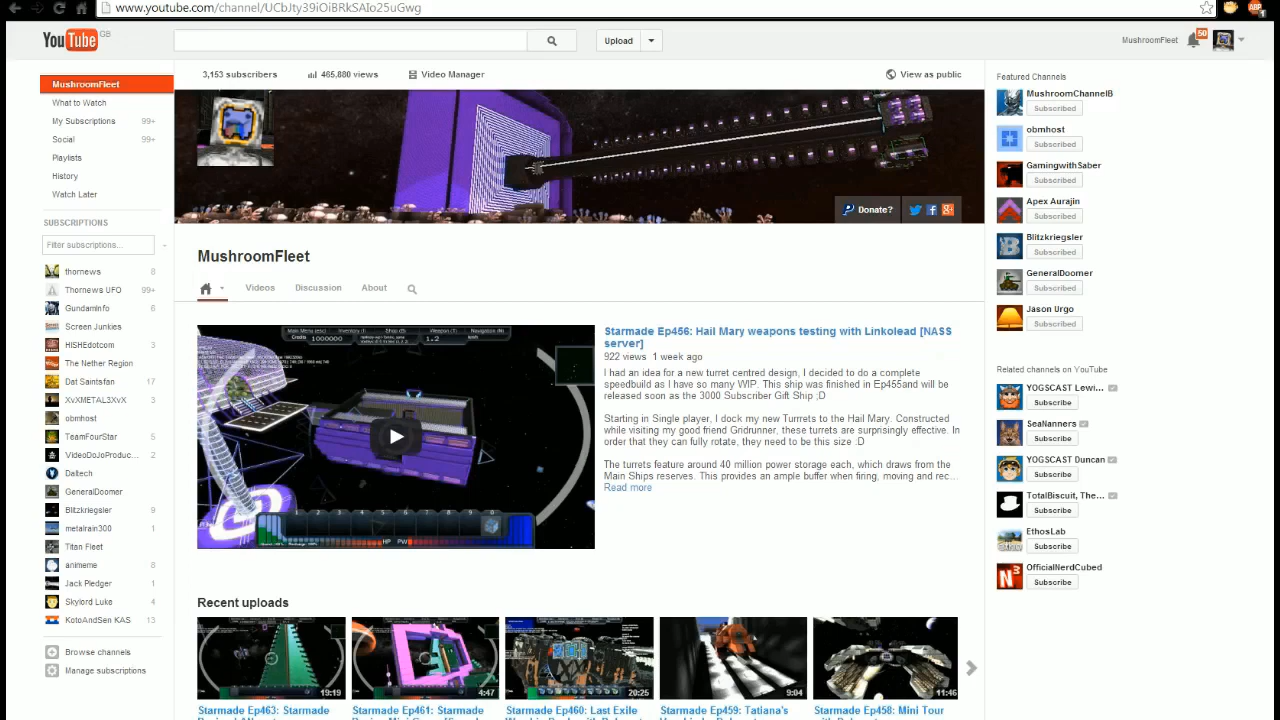 www.youtube.com/channel/UCbJty39iOiBRkSAIo25uGwg
ABP
1
YouTube GB
Upload
MushroomFleet
50
MushroomFleet
What to Watch
My Subscriptions 99+
Social 99+
Playlists
History
Watch Later
SUBSCRIPTIONS
Filter subscriptions...
thornews 8
Thornews UFO 99+
GundamInfo 6
Screen Junkies
HISHEdotcom 3
The Nether Region
Dat Saintsfan 17
XvXMETAL3XvX 3
obmhost
TeamFourStar 5
VideoDoJoProduc... 2
Daltech
GeneralDoomer
Blitzkriegsler 9
metalrain300 1
Titan Fleet
animeme 8
Jack Pledger 1
Skylord Luke 4
KotoAndSen KAS 13
Browse channels
Manage subscriptions
3,153 subscribers
465,880 views
Video Manager
View as public
Donate?
MushroomFleet
Videos
Discussion
About
Starmade Ep456: Hail Mary weapons testing with Linkolead [NASS
server]
922 views 1 week ago
I had an idea for a new turret centred design, I decided to do a complete
speedbuild as I have so many WIP. This ship was finished in Ep455and will be
released soon as the 3000 Subscriber Gift Ship ;D
Starting in Single player, I dock my new Turrrets to the Hail Mary. Constructed
while visiting my good friend Gridrunner, these turrets are surprisingly effective. In
order that they can fully rotate, they need to be this size :D
The turrets feature around 40 million power storage each, which draws from the
Main Ships reserves. This provides an ample buffer when firing, moving and rec...
Read more
Recent uploads
19:19
4:47
20:25
9:04
11:46
Starmade Ep463: Starmade
Starmade Ep461: Starmade
Starmade Ep460: Last Exile
Starmade Ep459: Tatiana's
Starmade Ep458: Mini Tour
Featured Channels
MushroomChannelB
Subscribed
obmhost
Subscribed
GamingwithSaber
Subscribed
Apex Aurajin
Subscribed
Blitzkriegsler
Subscribed
GeneralDoomer
Subscribed
Jason Urgo
Subscribed
Related channels on YouTube
YOGSCAST Lewi...
Subscribe
SeaNanners
Subscribe
YOGSCAST Duncan
Subscribe
TotalBiscuit, The...
Subscribe
EthosLab
Subscribe
OfficialNerdCubed
Subscribe